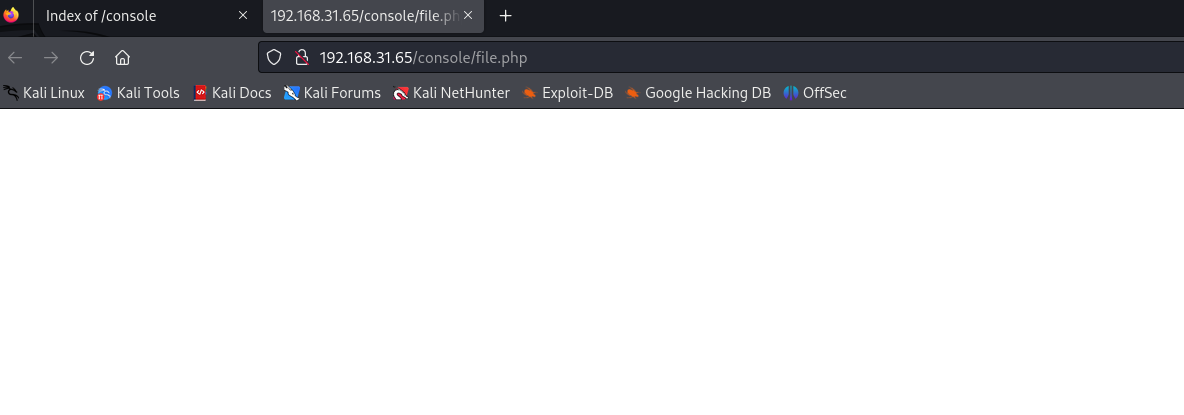 Index of /console
192.168.31.65/console/file.ph
192.168.31.65/console/file.php
Kali Linux Kali Tools Kali Docs Kali Forums Kali NetHunter Exploit-DB Google Hacking DB OffSec